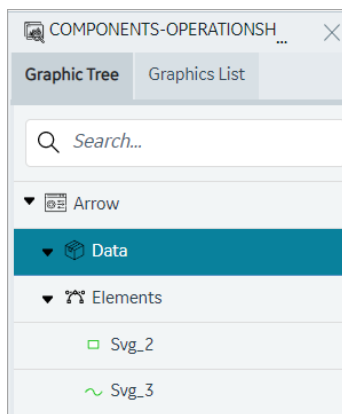 COMPONENTS-OPERATIONSH...
Graphic Tree Graphics List
Search...
Arrow
Data
Elements
Svg_2
Svg_3